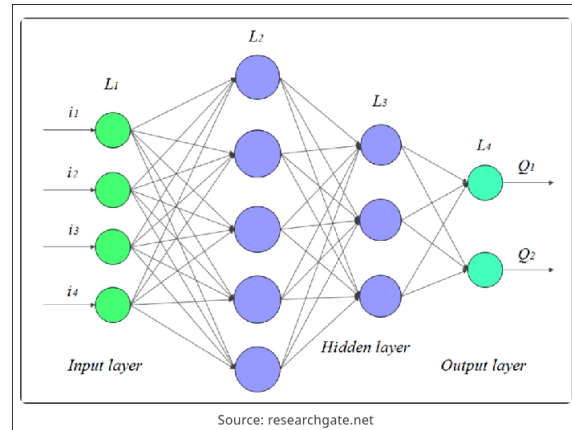 L2
L1
i1
L3
i2
L4
Q1
i3
Q2
i4
Hidden layer
Input layer
Output layer
Source: researchgate.net